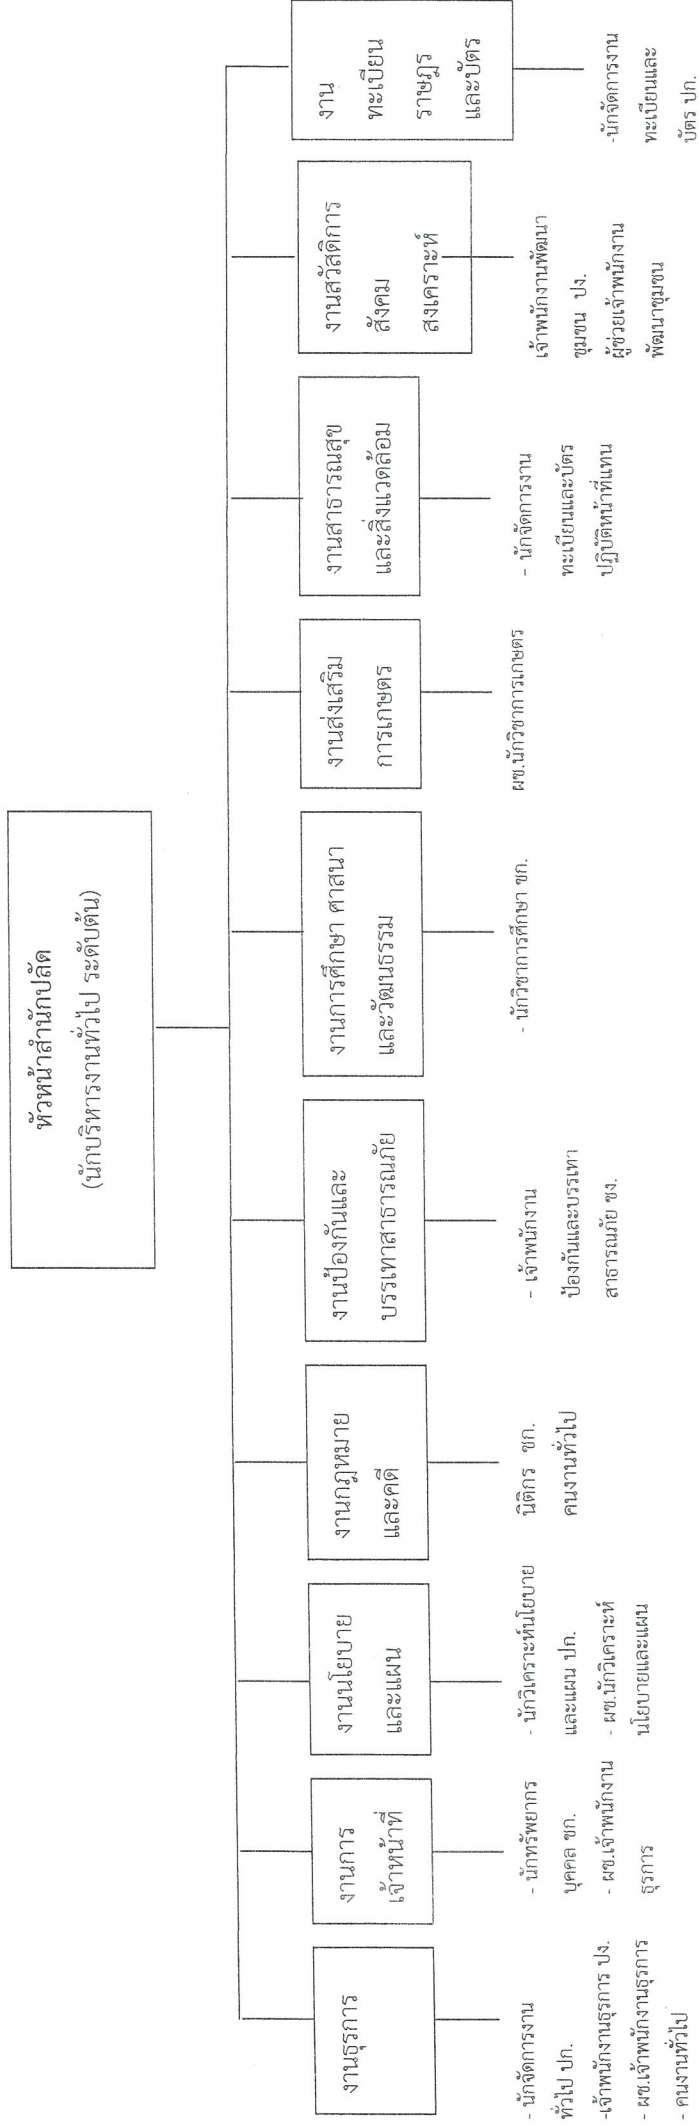 หัวหน้าสำนักปลัด
(นักบริหารงานทั่วไป ระดับต้น)
งานธุรการ
- นักจัดการงาน
ทั่วไป ปก.
-เจ้าพนักงานธุรการ ปง.
- ผช.เจ้าพนักงานธุรการ
- คนงานทั่วไป
งานการ
เจ้าหน้าที่
- นักทรัพยากร
บุคคล ชก.
- ผช.เจ้าพนักงาน
ธุรการ
งานนโยบาย
และแผน
- นักวิเคราะห์นโยบาย
และแผน ปก.
- ผช.นักวิเคราะห์
นโยบายและแผน
งานกฎหมาย
และคดี
นิติกร ชก.
คนงานทั่วไป
งานป้องกันและ
บรรเทาสาธารณภัย
- เจ้าพนักงาน
ป้องกันและบรรเทา
สาธารณภัย ชง.
งานการศึกษา ศาสนา
และวัฒนธรรม
- นักวิชาการศึกษา ชก.
งานส่งเสริม
การเกษตร
ผช.นักวิชาการเกษตร
งานสาธารณสุข
และสิ่งแวดล้อม
- นักจัดการงาน
ทะเบียนและบัตร
ปฏิบัติหน้าที่แทน
งานสวัสดิการ
สังคม
สงเคราะห์
เจ้าพนักงานพัฒนา
ชุมชน ปง.
ผู้ช่วยเจ้าพนักงาน
พัฒนาชุมชน
งาน
ทะเบียน
ราษฎร
และบัตร
-นักจัดการงาน
ทะเบียนและ
บัตร ปก.